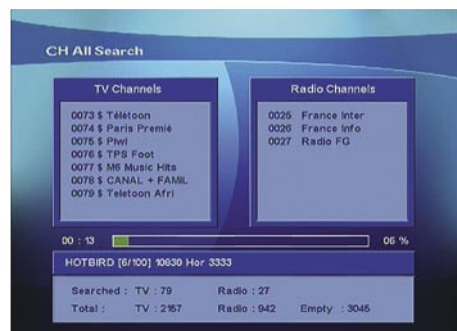 CH All Search
TV Channels
0073 $ Télétoon
0074 $ Paris Premiè
0075 $ Piwi
0076 $ TPS Foot
0077 $ M6 Music Hits
0078 $ CANAL + FAMIL
0079 $ Teletoon Afri
Radio Channels
0025 France Inter
0026 France Info
0027 Radio FG
00 : 13 06 %
HOTBIRD [6/100] 10830 Hor 3333
Searched : TV : 79 Radio : 27
Total : TV : 2157 Radio : 942 Empty : 3045